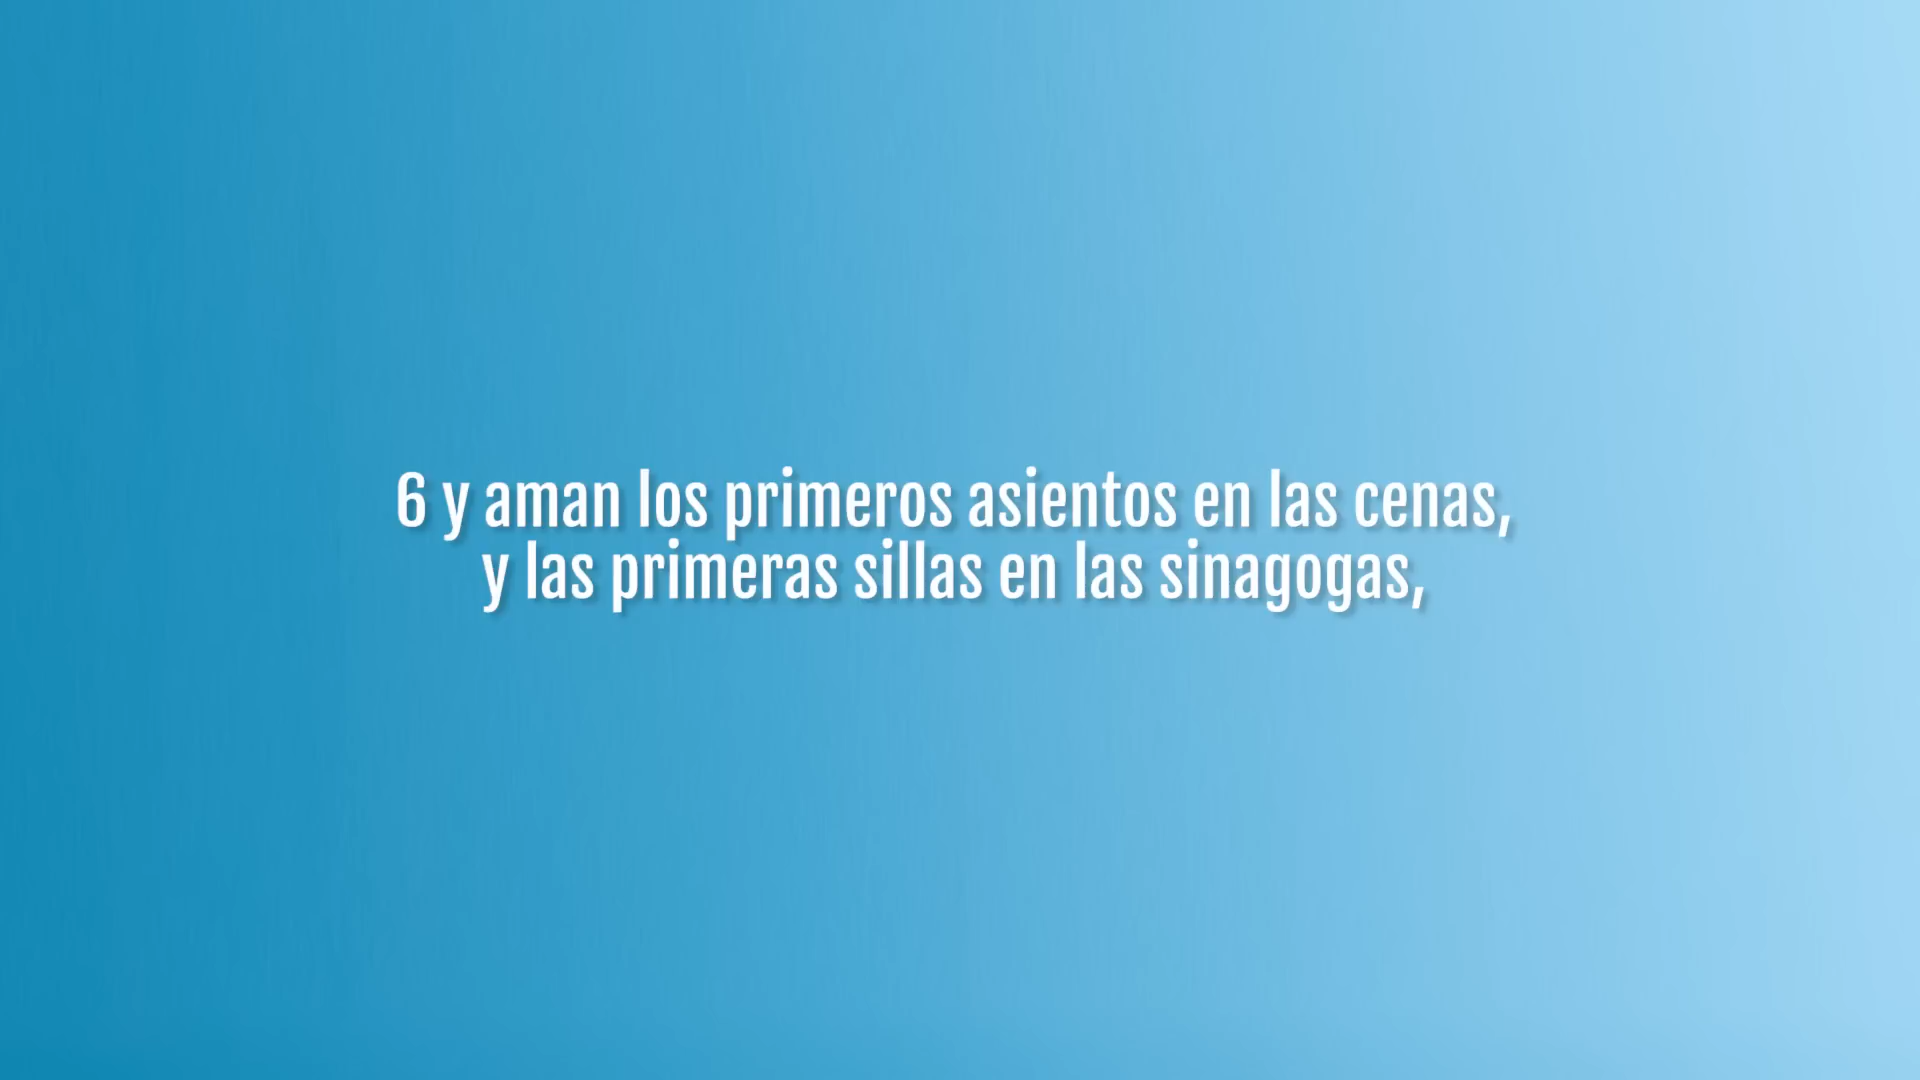 6 y aman los primeros asientos en las cenas,
y las primeras sillas en las sinagogas,